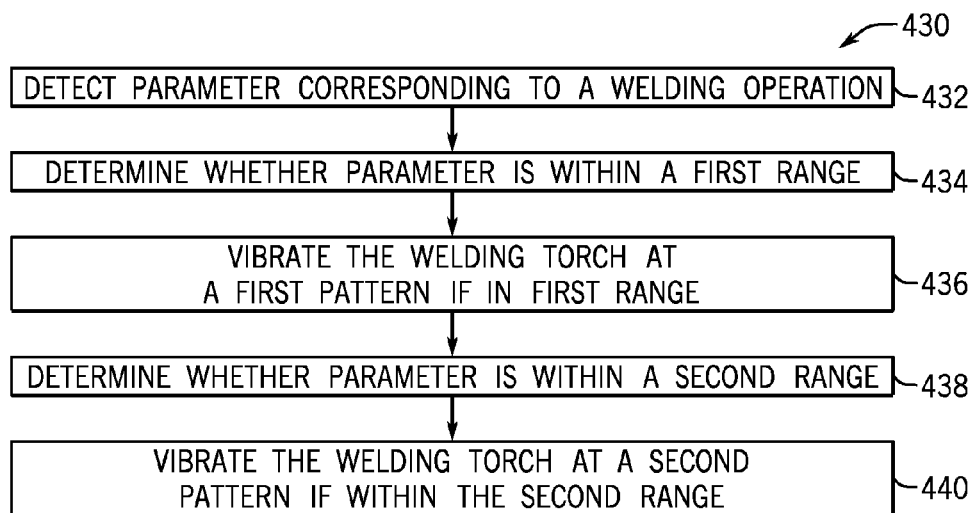 430
DETECT PARAMETER CORRESPONDING TO A WELDING OPERATION
432
DETERMINE WHETHER PARAMETER IS WITHIN A FIRST RANGE
434
VIBRATE THE WELDING TORCH AT
A FIRST PATTERN IF IN FIRST RANGE
436
DETERMINE WHETHER PARAMETER IS WITHIN A SECOND RANGE
438
VIBRATE THE WELDING TORCH AT A SECOND
PATTERN IF WITHIN THE SECOND RANGE
440